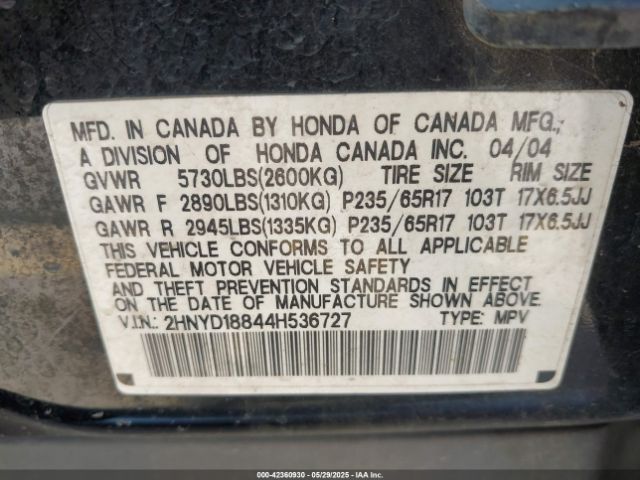 MFD. IN CANADA BY HONDA OF CANADA MFG.,
A DIVISION OF HONDA CANADA INC. 04/04
GVWR 5730LBS(2600KG) TIRE SIZE RIM SIZE
GAWR F 2890LBS(1310KG) P235/65R17 103T 17X6.5JJ
GAWR R 2945LBS(1335KG) P235/65R17 103T 17X6.5JJ
THIS VEHICLE CONFORMS TO ALL APPLICABLE
FEDERAL MOTOR VEHICLE SAFETY
AND THEFT PREVENTION STANDARDS IN EFFECT
ON THE DATE OF MANUFACTURE SHOWN ABOVE.
V.I.N.: 2HNYD18844H536727 TYPE: MPV
000-42360930 - 05/29/2025 - IAAI.COM